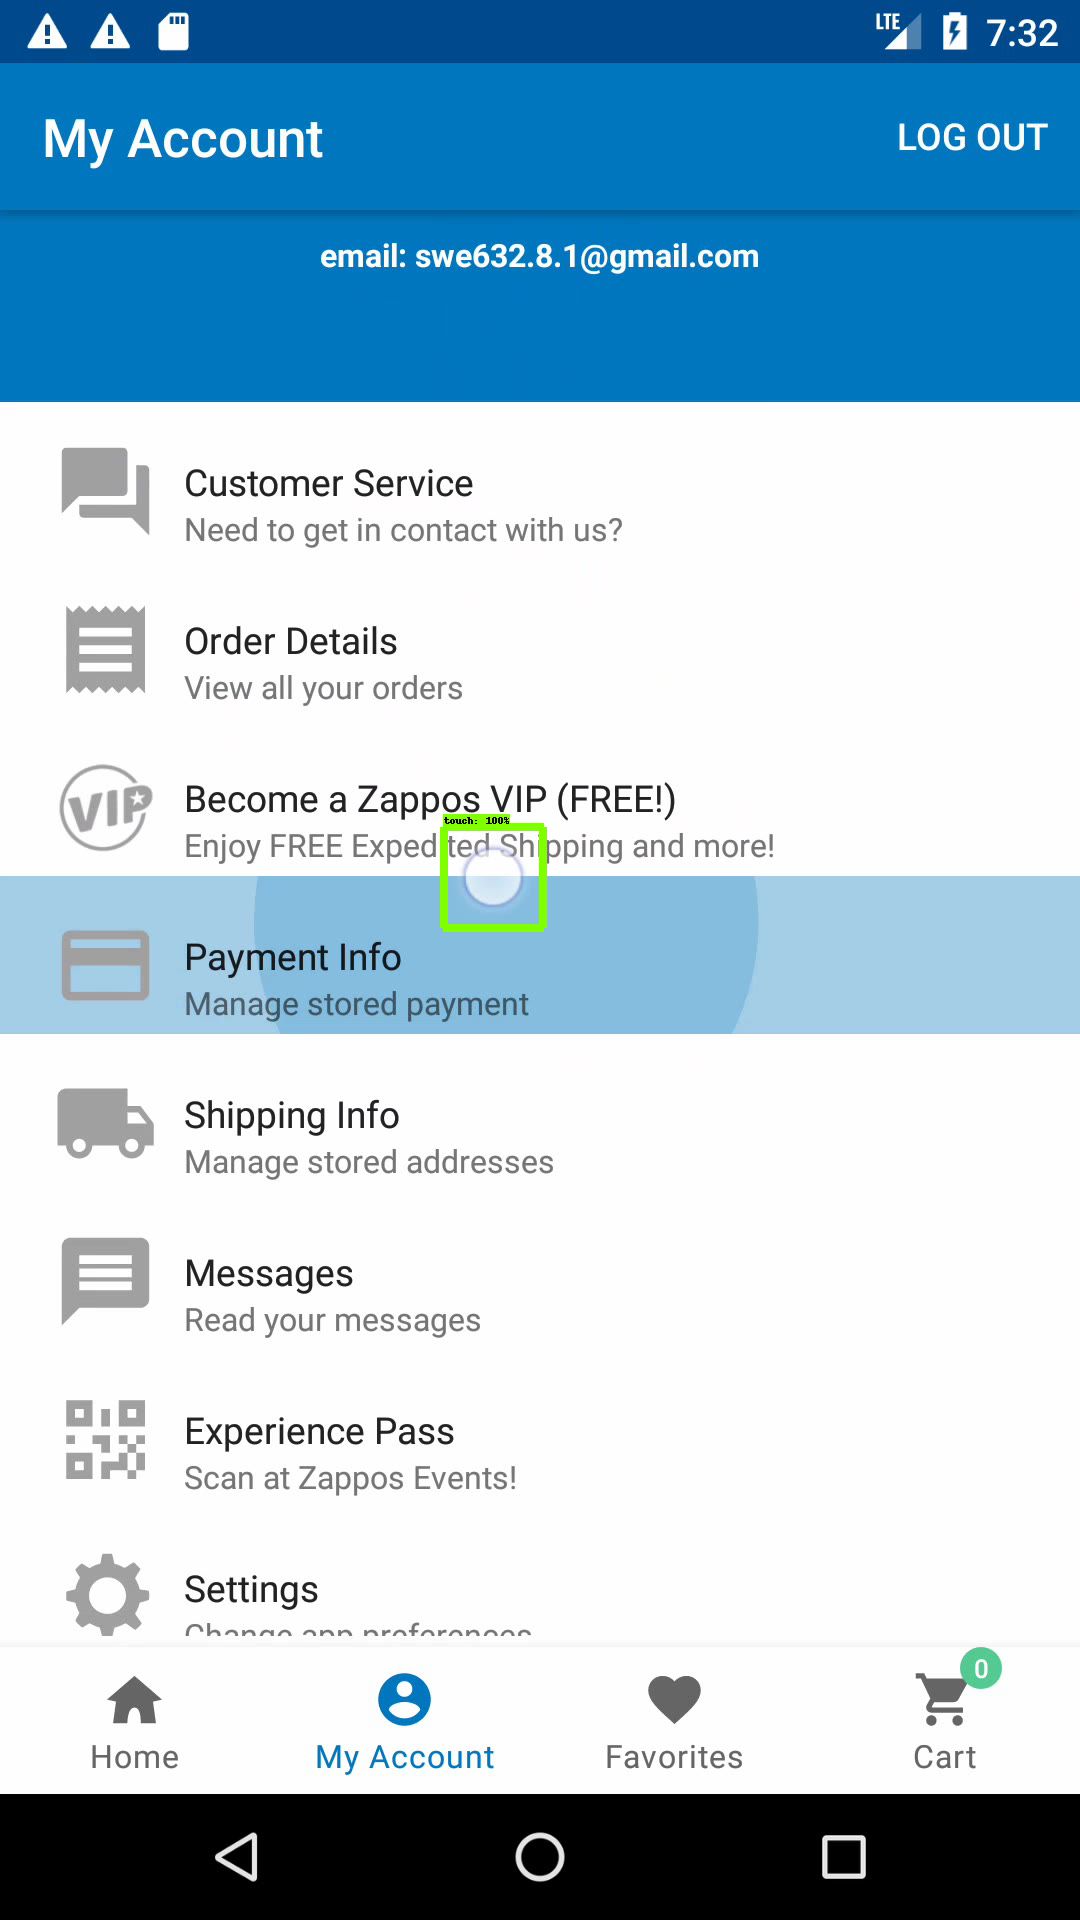 LTE 7:32
My Account LOG OUT
email: swe632.8.1@gmail.com
Customer Service
Need to get in contact with us?
Order Details
View all your orders
VIP
Become a Zappos VIP (FREE!)
touch: 100%
Enjoy FREE Expedited Shipping and more!
Payment Info
Manage stored payment
Shipping Info
Manage stored addresses
Messages
Read your messages
Experience Pass
Scan at Zappos Events!
Settings
Change app preferences
0
Home My Account Favorites Cart